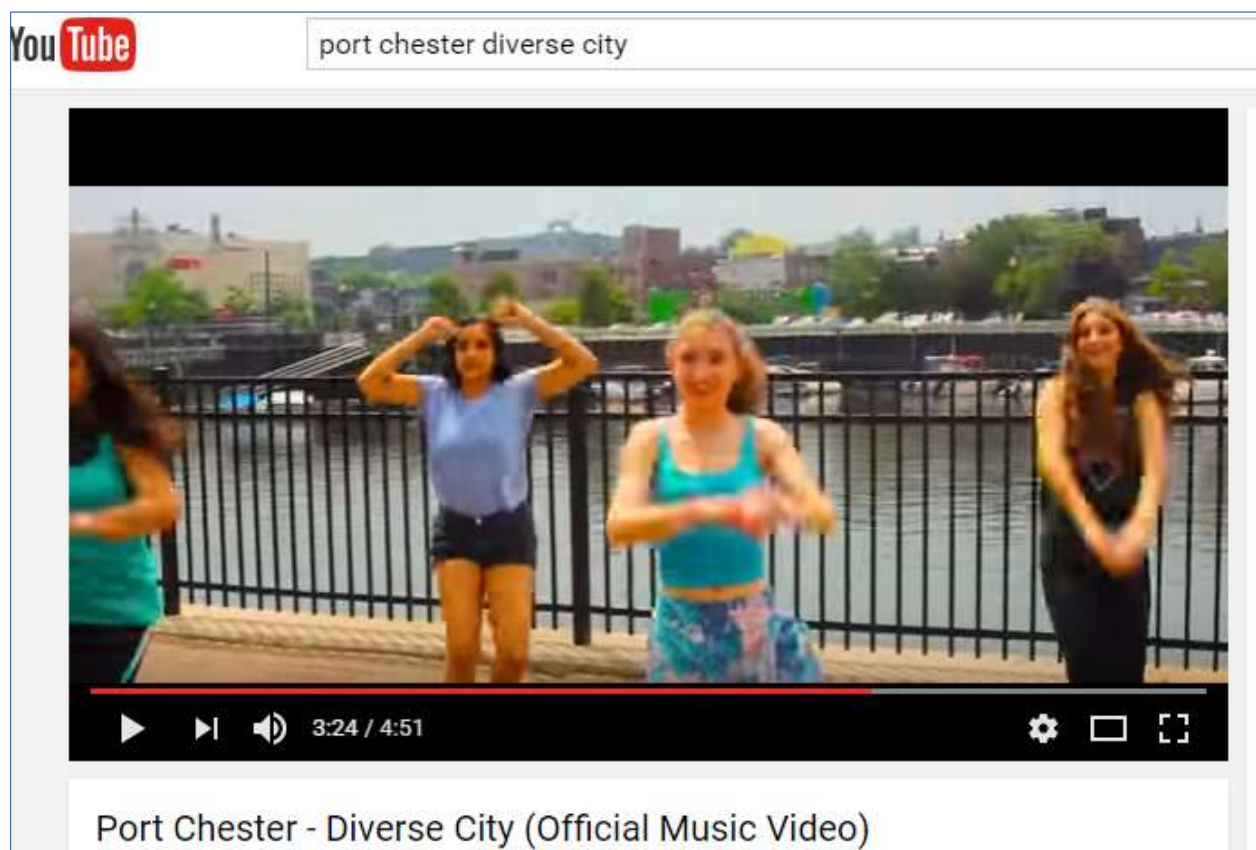 YouTube
port chester diverse city
3:24 / 4:51
Port Chester - Diverse City (Official Music Video)